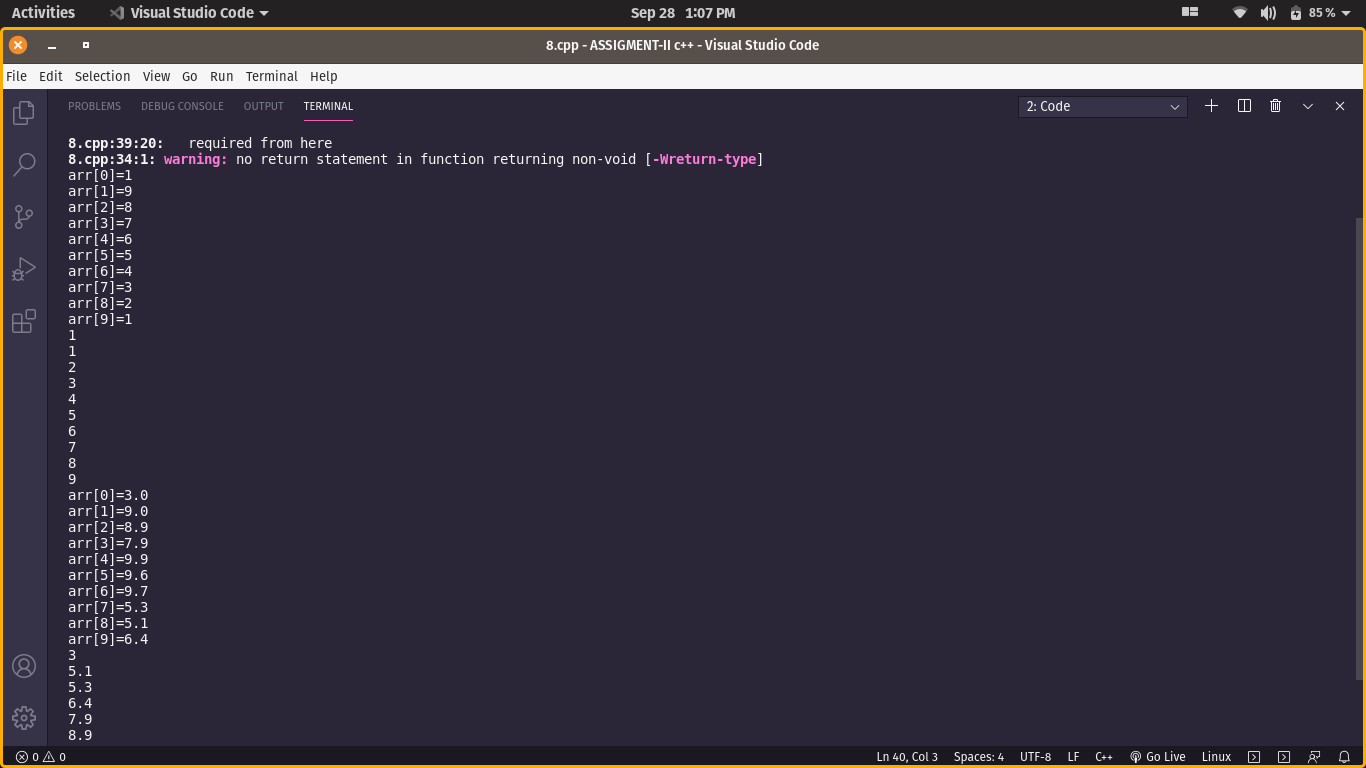 Activities Visual Studio Code Sep 28 1:07 PM 85%
8.cpp - ASSIGMENT-II c++ - Visual Studio Code
File Edit Selection View Go Run Terminal Help
PROBLEMS DEBUG CONSOLE OUTPUT TERMINAL 2: Code
8.cpp:39:20:   required from here
8.cpp:34:1: warning: no return statement in function returning non-void [-Wreturn-type]
arr[0]=1
arr[1]=9
arr[2]=8
arr[3]=7
arr[4]=6
arr[5]=5
arr[6]=4
arr[7]=3
arr[8]=2
arr[9]=1
1
1
2
3
4
5
6
7
8
9
arr[0]=3.0
arr[1]=9.0
arr[2]=8.9
arr[3]=7.9
arr[4]=9.9
arr[5]=9.6
arr[6]=9.7
arr[7]=5.3
arr[8]=5.1
arr[9]=6.4
3
5.1
5.3
6.4
7.9
8.9
0 0 Ln 40, Col 3 Spaces: 4 UTF-8 LF C++ Go Live Linux